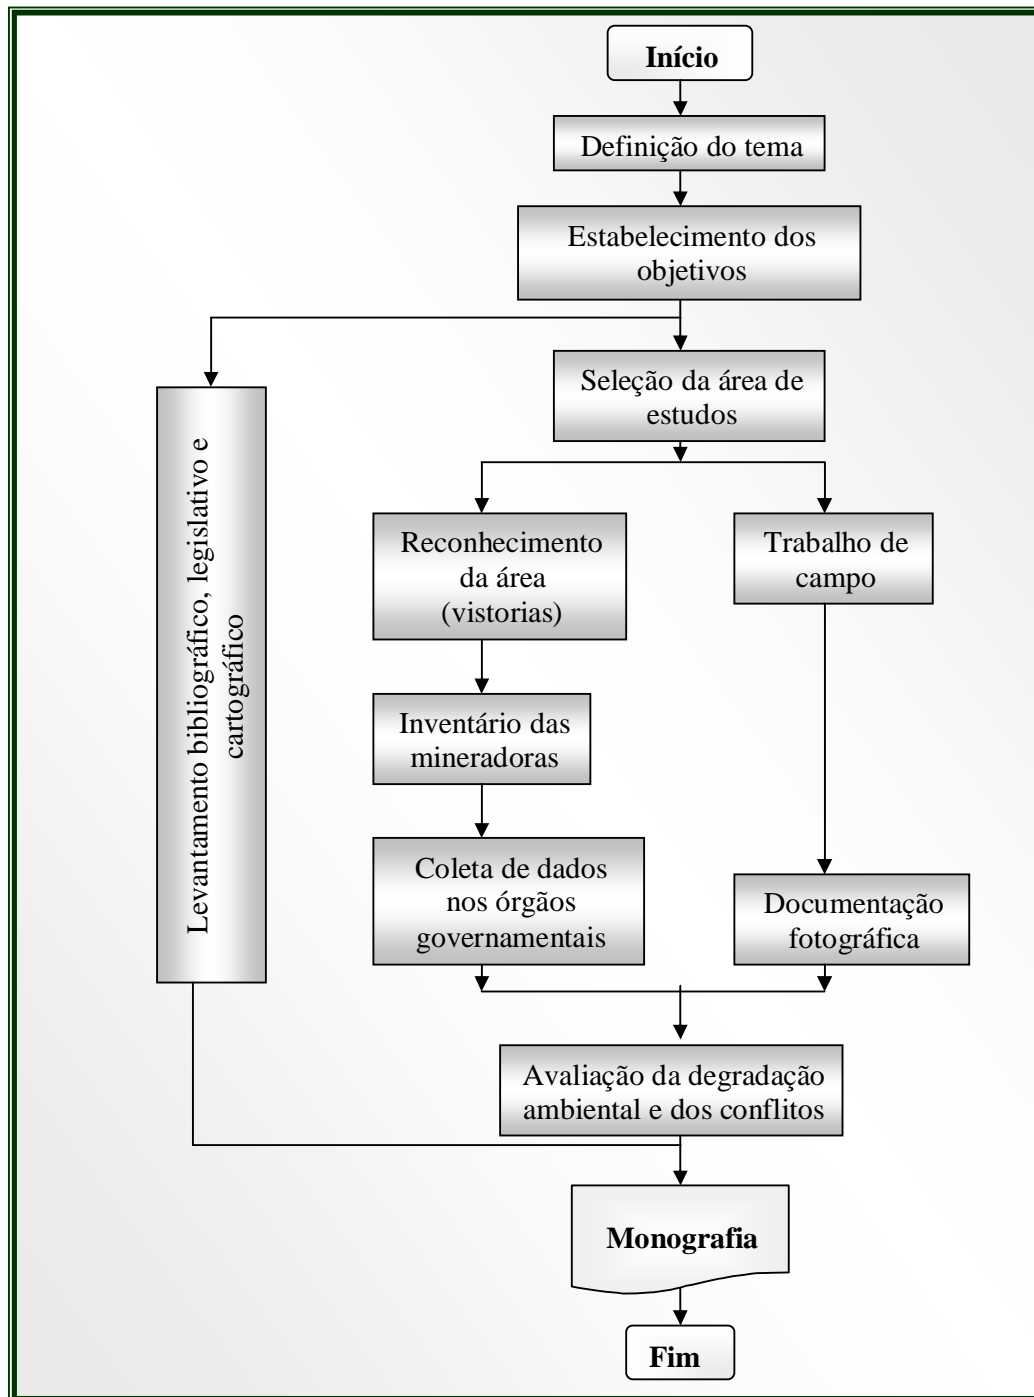 Início
Definição do tema
Estabelecimento dos
objetivos
Seleção da área de
estudos
Levantamento bibliográfico, legislativo e
cartográfico
Reconhecimento
da área
(vistorias)
Trabalho de
campo
Inventário das
mineradoras
Coleta de dados
nos órgãos
governamentais
Documentação
fotográfica
Avaliação da degradação
ambiental e dos conflitos
Monografia
Fim